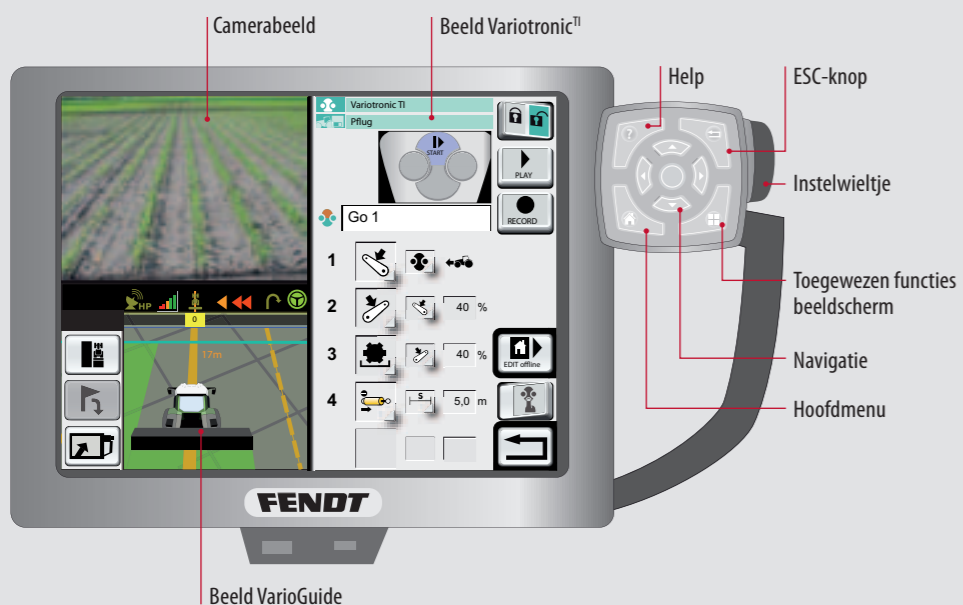 Camerabeeld
Beeld Variotronic TI
Help
ESC-knop
Variotronic TI
Pflug
START
PLAY
?
Instelwieltje
Go 1
RECORD
1
2
40 %
HP
0
17m
3
40 %
EDIT offline
4
S
5,0 m
Toegewezen functies
beeldscherm
Navigatie
Hoofdmenu
FENDT
Beeld VarioGuide